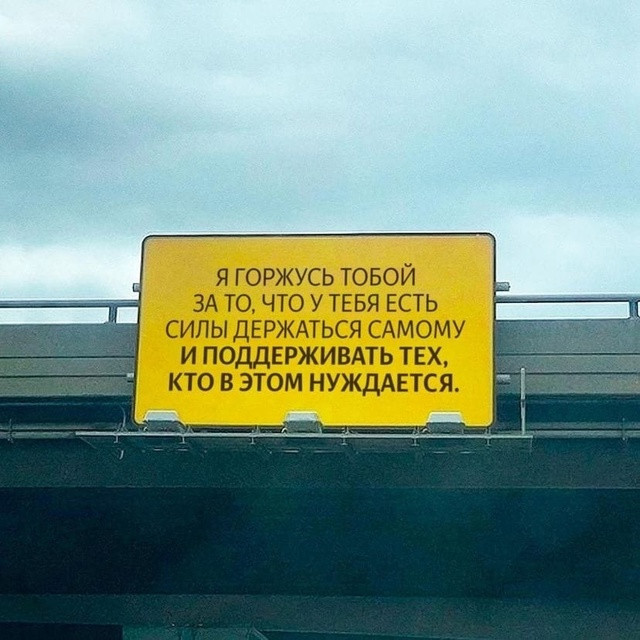 Я ГОРЖУСЬ ТОБОЙ
ЗА ТО, ЧТО У ТЕБЯ ЕСТЬ
СИЛЫ ДЕРЖАТЬСЯ САМОМУ
И ПОДДЕРЖИВАТЬ ТЕХ,
КТО В ЭТОМ НУЖДАЕТСЯ.